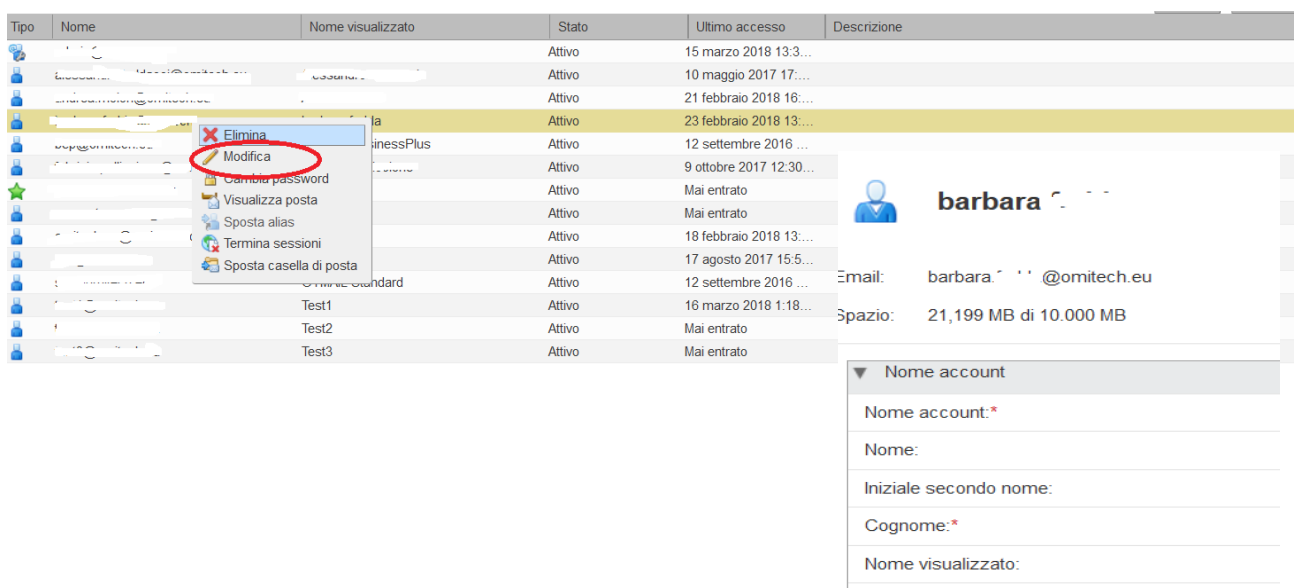 Tipo Nome Nome visualizzato Stato Ultimo accesso Descrizione
Attivo 15 marzo 2018 13:3...
Attivo 10 maggio 2017 17:...
Attivo 21 febbraio 2018 16:...
Attivo 23 febbraio 2018 13:...
Elimina
sinessPlus Attivo 12 settembre 2016 ...
Modifica
Attivo 9 ottobre 2017 12:30...
Cambia password
Attivo Mai entrato
Visualizza posta
Attivo Mai entrato
Sposta alias
Attivo 18 febbraio 2018 13:...
Termina sessioni
Attivo 17 agosto 2017 15:5...
Sposta casella di posta
Standard Attivo 12 settembre 2016 ...
Test1 Attivo 16 marzo 2018 1:18...
Test2 Attivo Mai entrato
Test3 Attivo Mai entrato
barbara
Email: barbara. @omitech.eu
Spazio: 21,199 MB di 10.000 MB
Nome account
Nome account:*
Nome:
Iniziale secondo nome:
Cognome:*
Nome visualizzato: